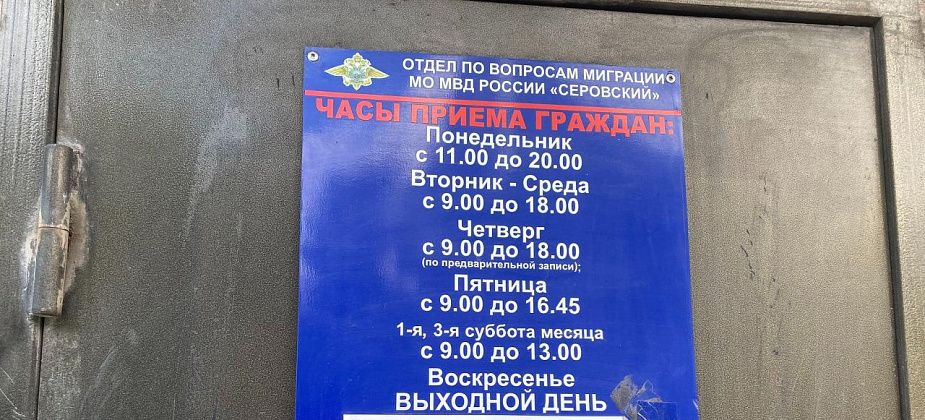 ОТДЕЛ ПО ВОПРОСАМ МИГРАЦИИ
МО МВД РОССИИ «СЕРОВСКИЙ»
ЧАСЫ ПРИЕМА ГРАЖДАН:
Понедельник
с 11.00 до 20.00
Вторник - Среда
с 9.00 до 18.00
Четверг
с 9.00 до 18.00
(по предварительной записи);
Пятница
с 9.00 до 16.45
1-я, 3-я суббота месяца
с 9.00 до 13.00
Воскресенье
ВЫХОДНОЙ ДЕНЬ